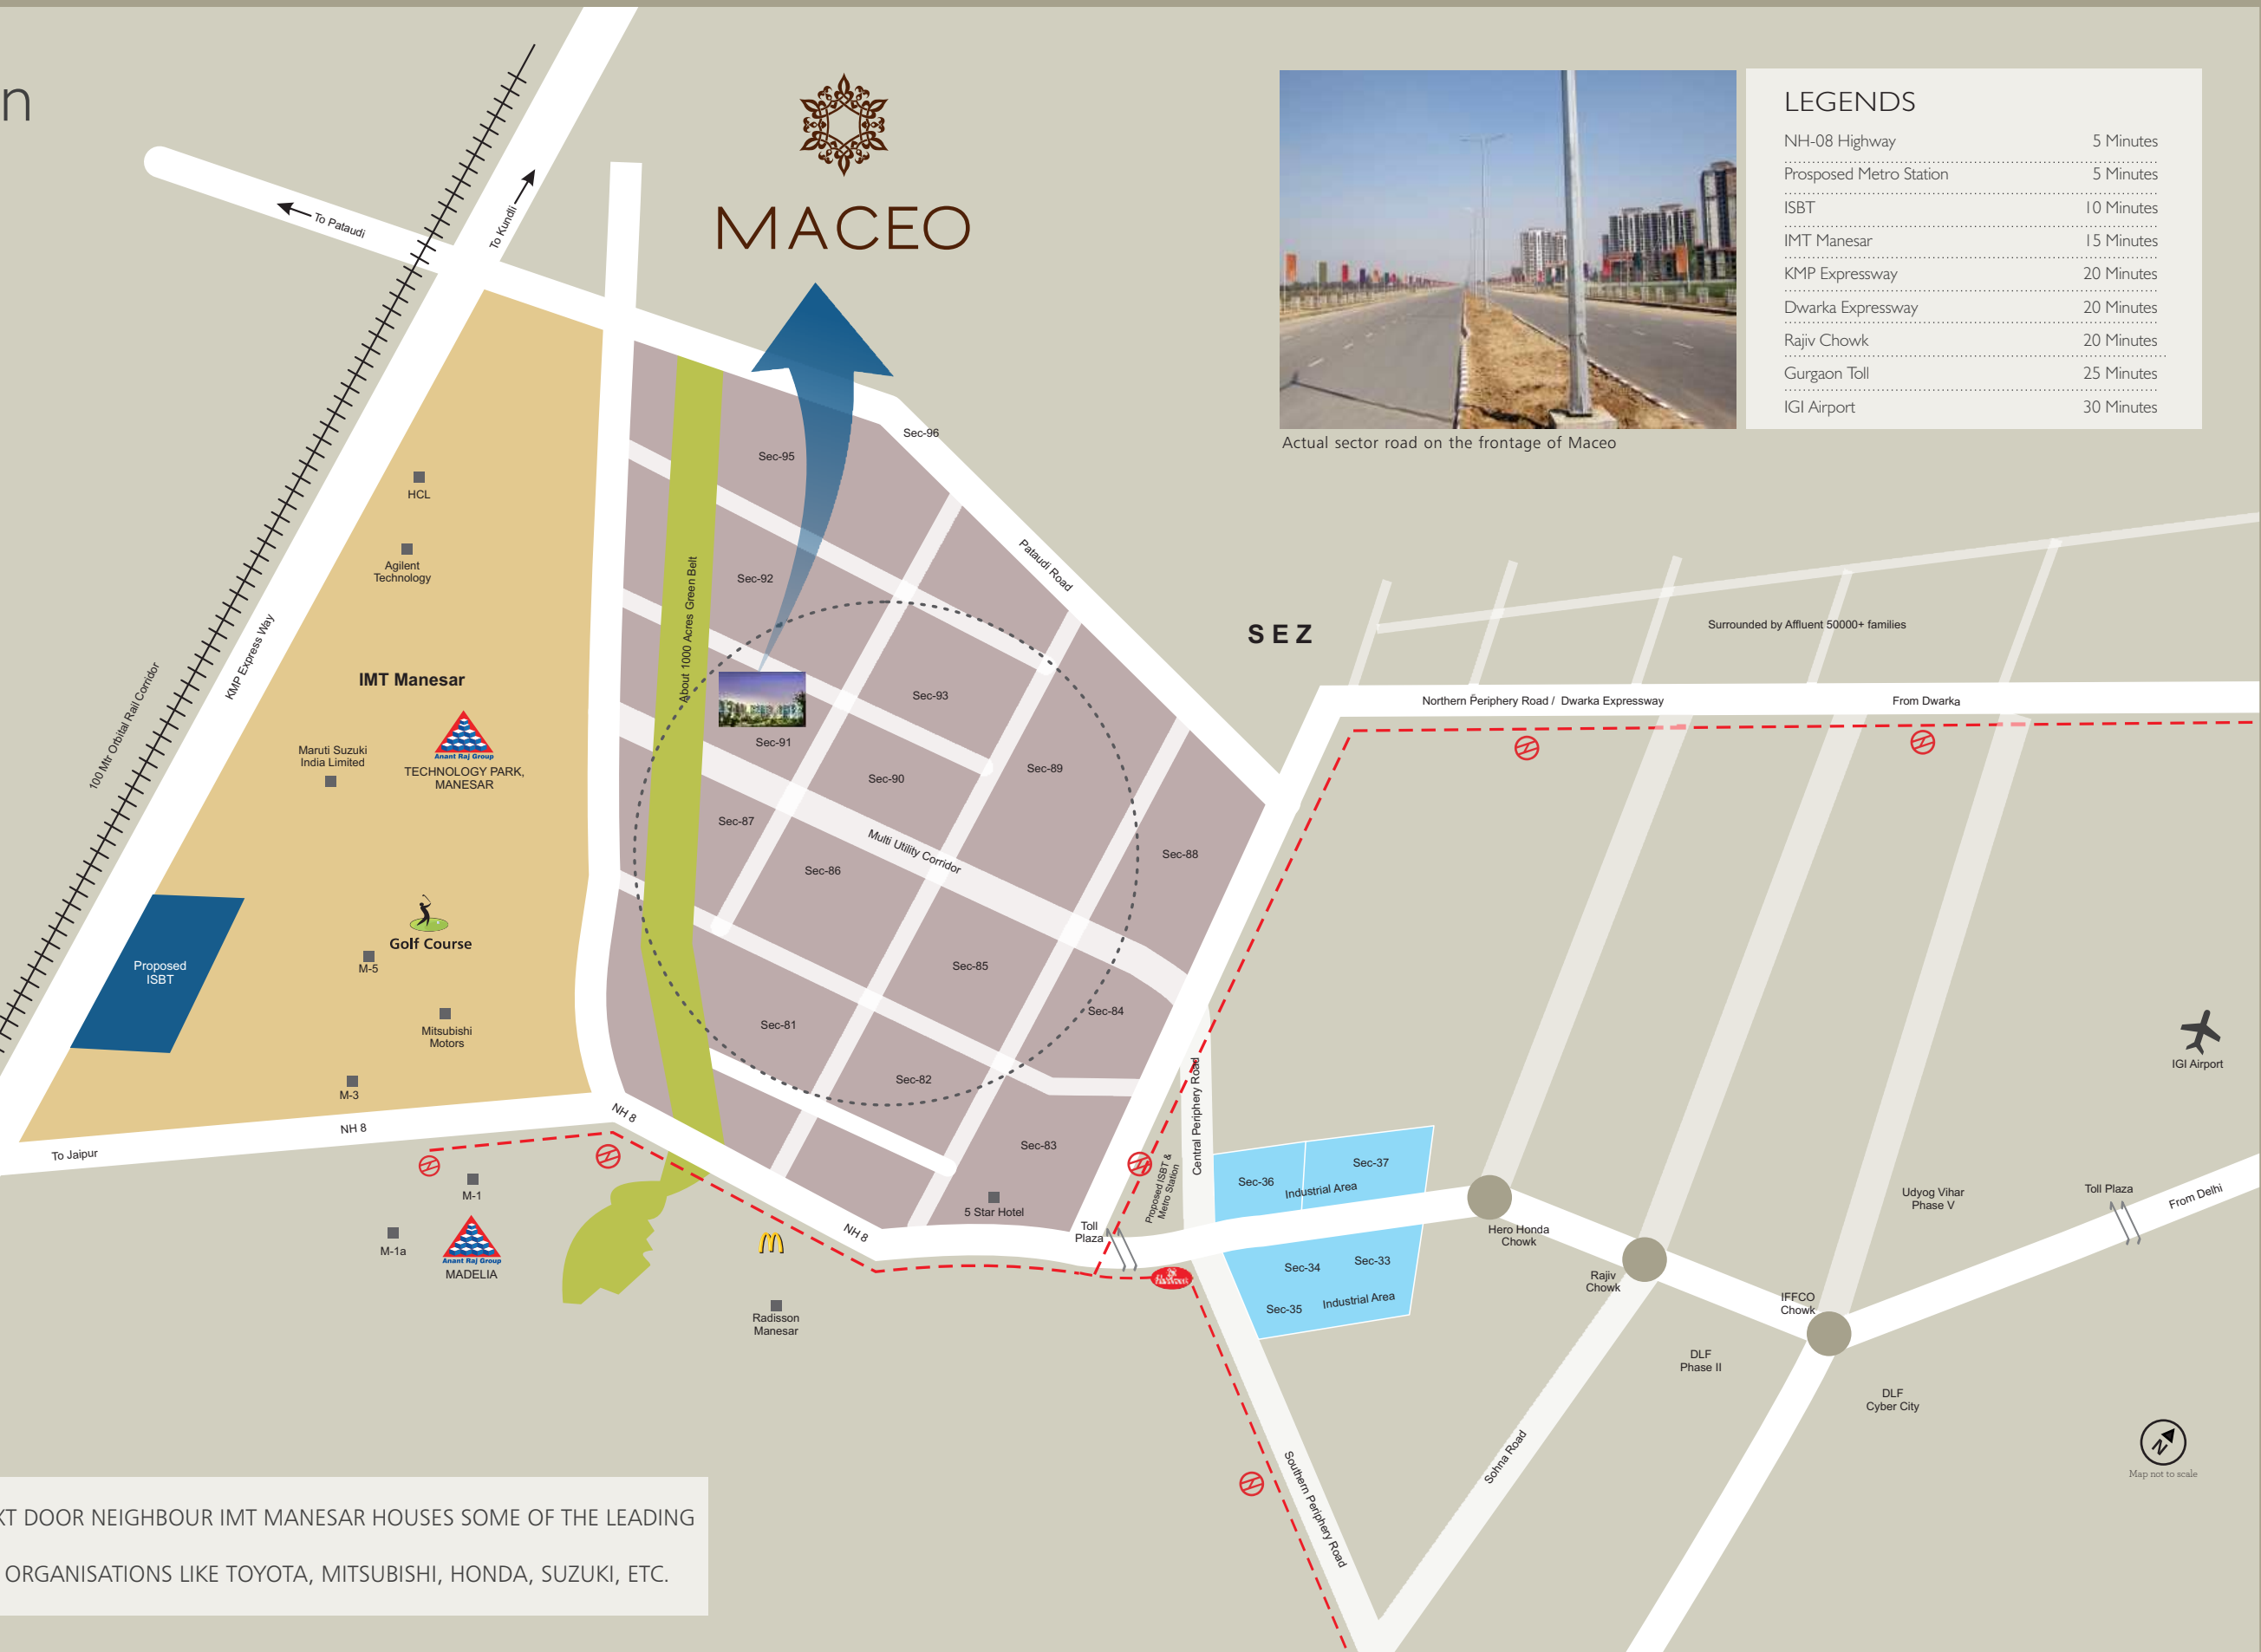 n
MACEO
LEGENDS
NH-08 Highway 5 Minutes
Prosposed Metro Station 5 Minutes
ISBT 10 Minutes
IMT Manesar 15 Minutes
KMP Expressway 20 Minutes
Dwarka Expressway 20 Minutes
Rajiv Chowk 20 Minutes
Gurgaon Toll 25 Minutes
IGI Airport 30 Minutes
Actual sector road on the frontage of Maceo
To Pataudi
To Kundli
Sec-96
Sec-95
HCL
Agilent
Technology
Sec-92
About 1000 Acres Green Belt
Pataudi Road
SEZ
Surrounded by Affluent 50000+ families
KMP Express Way
100 Mtr Orbital Rail Corridor
IMT Manesar
Sec-93
Northern Periphery Road / Dwarka Expressway
From Dwarka
Maruti Suzuki
India Limited
Anant Raj Group
TECHNOLOGY PARK,
MANESAR
Sec-91
Sec-90
Sec-89
Sec-87
Multi Utility Corridor
Sec-86
Sec-88
Golf Course
M-5
Proposed
ISBT
Sec-85
Sec-84
Sec-81
Mitsubishi
Motors
Sec-82
M-3
IGI Airport
Central Periphery Road
NH 8
NH 8
To Jaipur
Sec-83
Proposed ISBT &
Metro Station
Sec-36
Sec-37
Industrial Area
M-1
5 Star Hotel
Toll
Plaza
NH 8
Hero Honda
Chowk
Udyog Vihar
Phase V
Toll Plaza
From Delhi
M-1a
Anant Raj Group
MADELIA
Sec-34
Sec-33
Sec-35
Industrial Area
Rajiv
Chowk
IFFCO
Chowk
Radisson
Manesar
DLF
Phase II
DLF
Cyber City
Southern Periphery Road
Sohna Road
N
Map not to scale
XT DOOR NEIGHBOUR IMT MANESAR HOUSES SOME OF THE LEADING
ORGANISATIONS LIKE TOYOTA, MITSUBISHI, HONDA, SUZUKI, ETC.